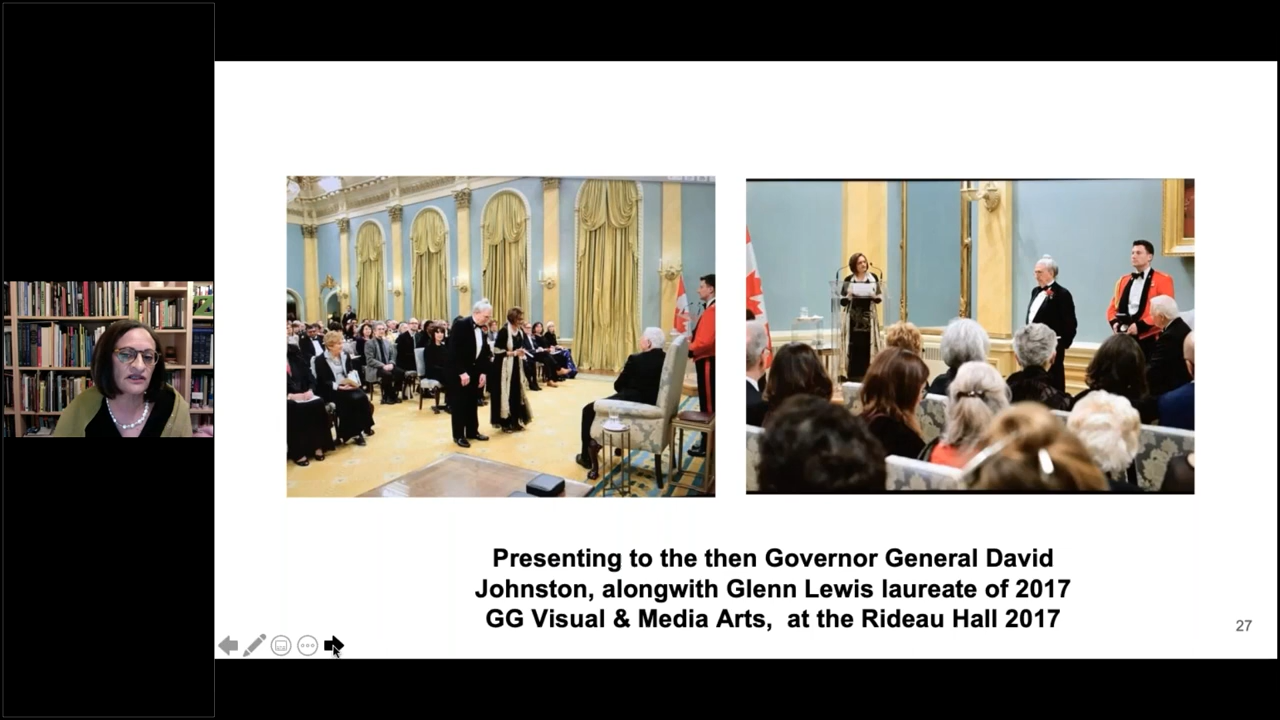 Presenting to the then Governor General David
Johnston, alongwith Glenn Lewis laureate of 2017
GG Visual & Media Arts,  at the Rideau Hall 2017
27